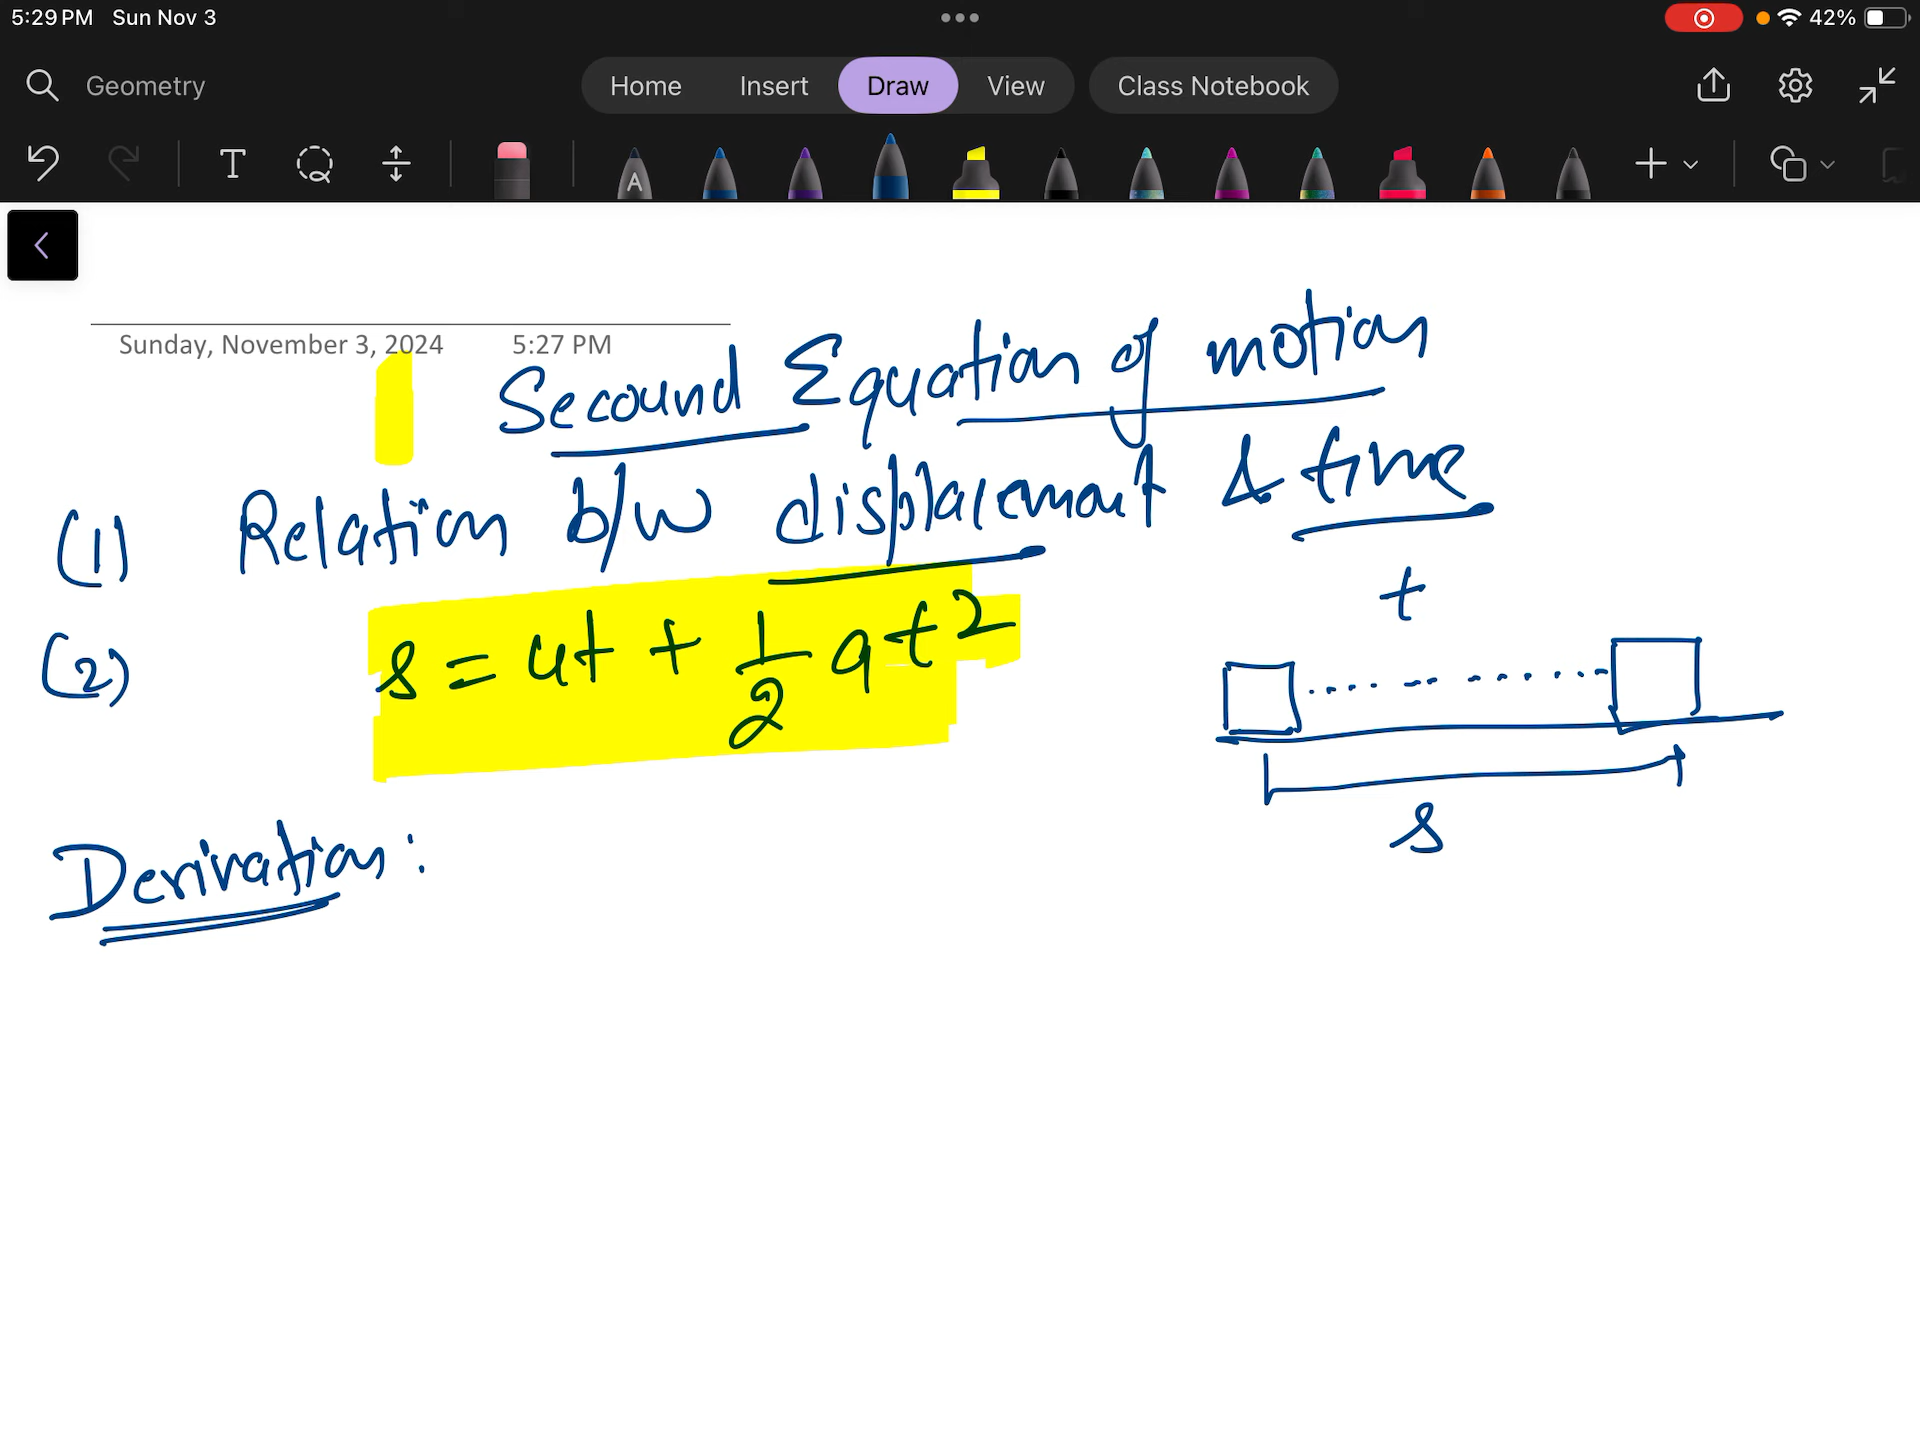 5:29 PM Sun Nov 3 42%
Geometry Home Insert Draw View Class Notebook
T A
Sunday, November 3, 2024 5:27 PM
Secound Equation of motion
(1) Relation b/w displacement & time
t
(2) s = ut + 1/2 at²
s
Derivation: